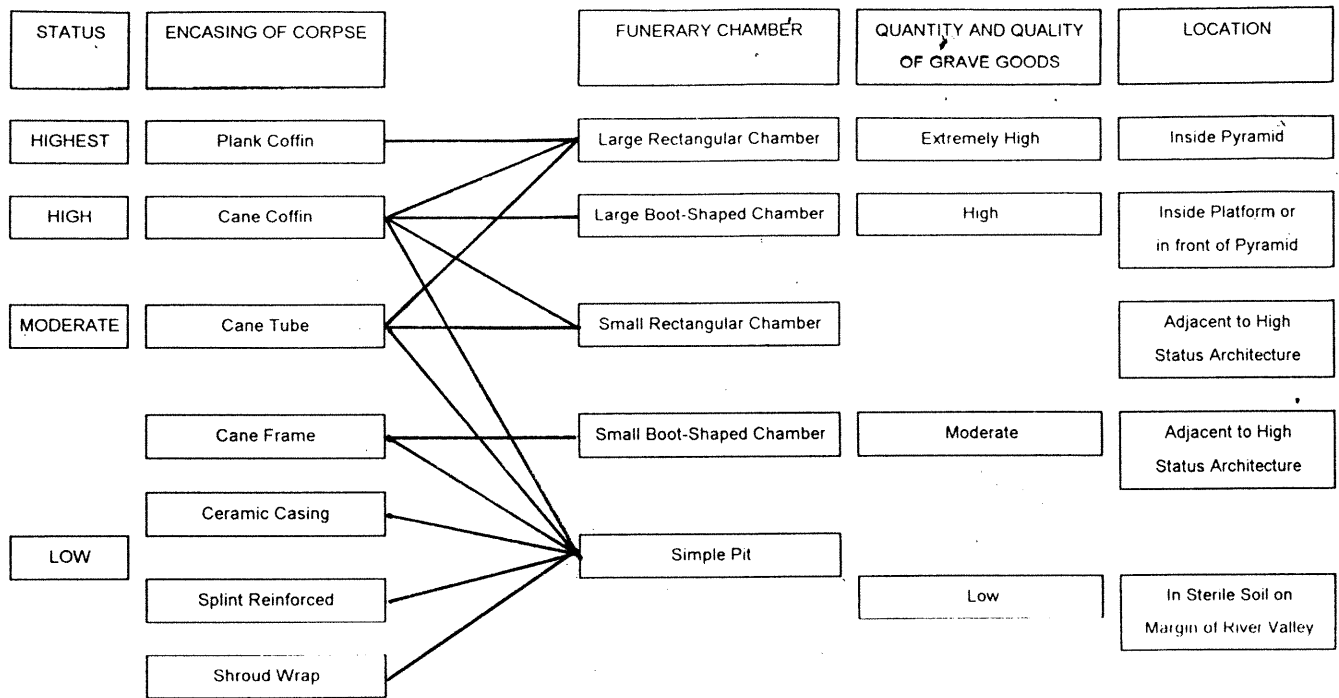 STATUS
ENCASING OF CORPSE
FUNERARY CHAMBER
QUANTITY AND QUALITY
OF GRAVE GOODS
LOCATION
HIGHEST
Plank Coffin
Large Rectangular Chamber
Extremely High
Inside Pyramid
HIGH
Cane Coffin
Large Boot-Shaped Chamber
High
Inside Platform or
in front of Pyramid
MODERATE
Cane Tube
Small Rectangular Chamber
Adjacent to High
Status Architecture
Cane Frame
Small Boot-Shaped Chamber
Moderate
Adjacent to High
Status Architecture
Ceramic Casing
LOW
Simple Pit
Splint Reinforced
Low
In Sterile Soil on
Margin of River Valley
Shroud Wrap